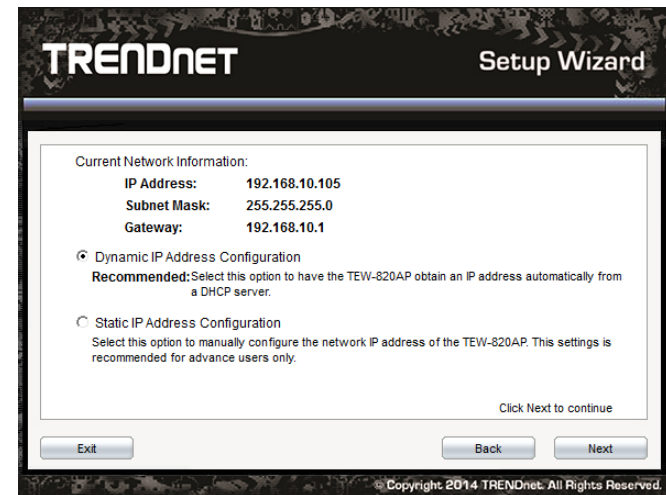 TRENDNET
Setup Wizard
Current Network Information:
IP Address: 192.168.10.105
Subnet Mask: 255.255.255.0
Gateway: 192.168.10.1
Dynamic IP Address Configuration
Recommended: Select this option to have the TEW-820AP obtain an IP address automatically from
a DHCP server.
Static IP Address Configuration
Select this option to manually configure the network IP address of the TEW-820AP. This settings is
recommended for advance users only.
Click Next to continue
Exit
Back
Next
© Copyright 2014 TRENDnet. All Rights Reserved.